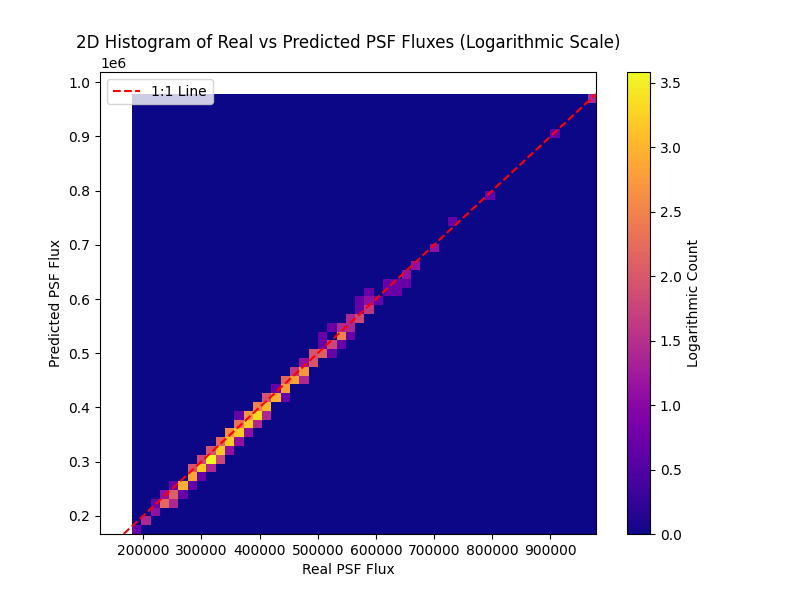 2D Histogram of Real vs Predicted PSF Fluxes (Logarithmic Scale)
1e6
1:1 Line
1.0
0.9
0.8
0.7
0.6
0.5
0.4
0.3
0.2
Predicted PSF Flux
200000 300000 400000 500000 600000 700000 800000 900000
Real PSF Flux
3.5
3.0
2.5
2.0
1.5
1.0
0.5
0.0
Logarithmic Count